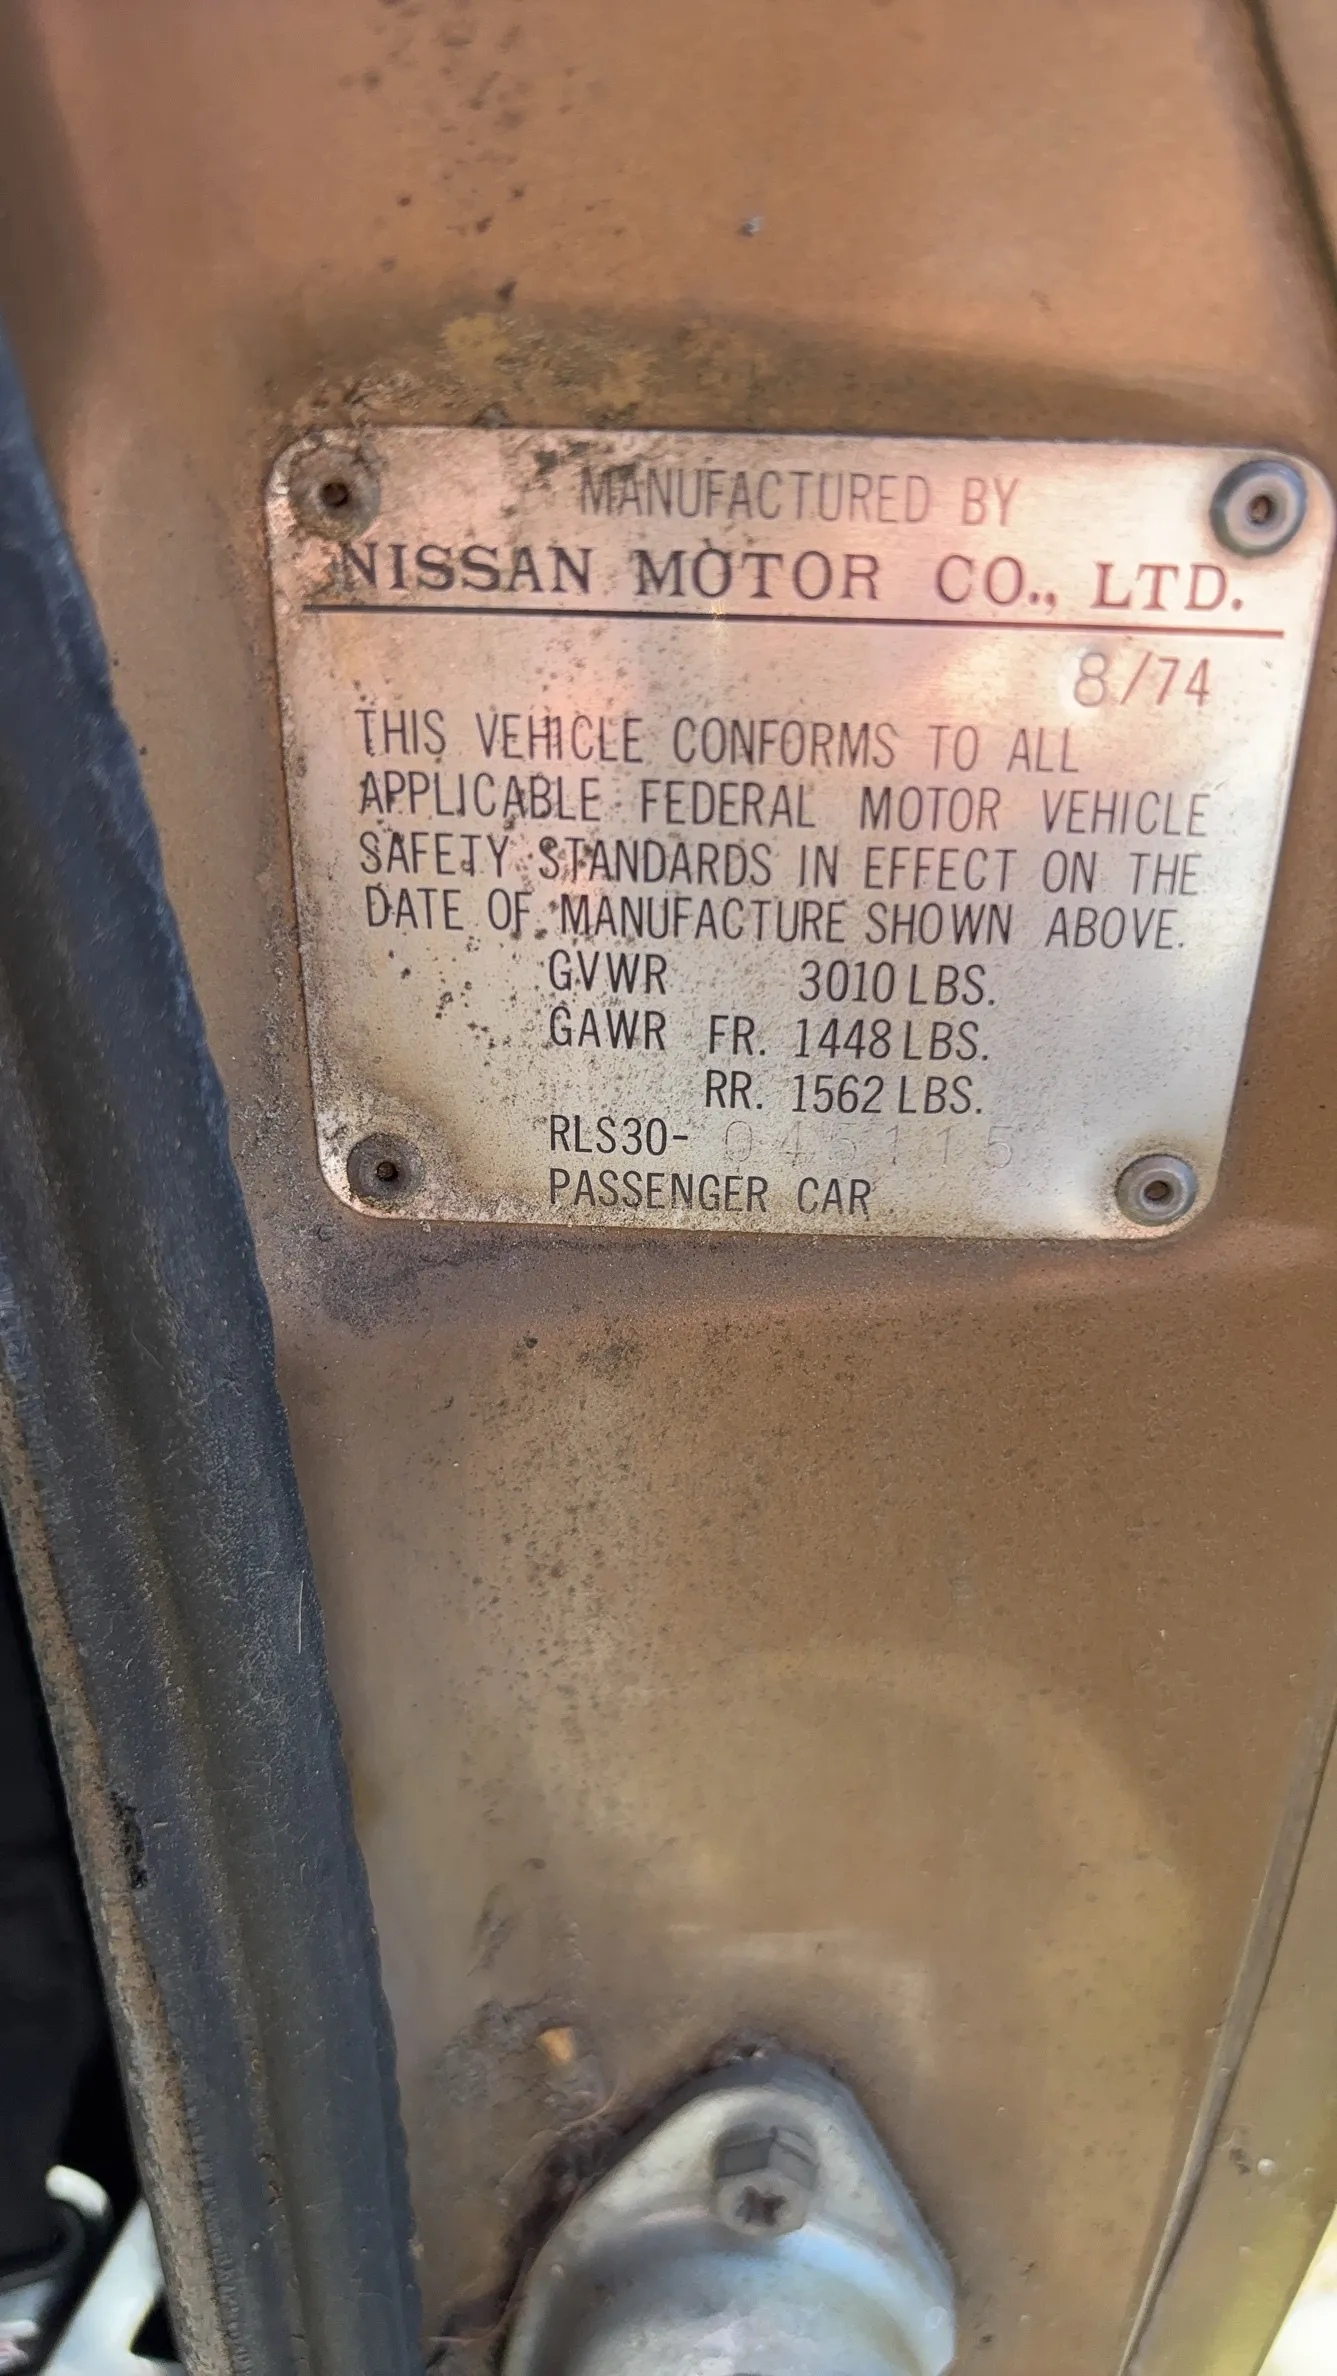 MANUFACTURED BY
NISSAN MOTOR CO., LTD.
8/74
THIS VEHICLE CONFORMS TO ALL
APPLICABLE FEDERAL MOTOR VEHICLE
SAFETY STANDARDS IN EFFECT ON THE
DATE OF MANUFACTURE SHOWN ABOVE.
GVWR 3010 LBS.
GAWR FR. 1448 LBS.
RR. 1562 LBS.
RLS30- 045115
PASSENGER CAR